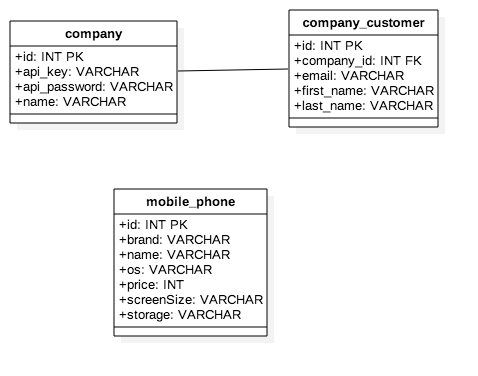 company
+id: INT PK
+api_key: VARCHAR
+api_password: VARCHAR
+name: VARCHAR
company_customer
+id: INT PK
+company_id: INT FK
+email: VARCHAR
+first_name: VARCHAR
+last_name: VARCHAR
mobile_phone
+id: INT PK
+brand: VARCHAR
+name: VARCHAR
+os: VARCHAR
+price: INT
+screenSize: VARCHAR
+storage: VARCHAR